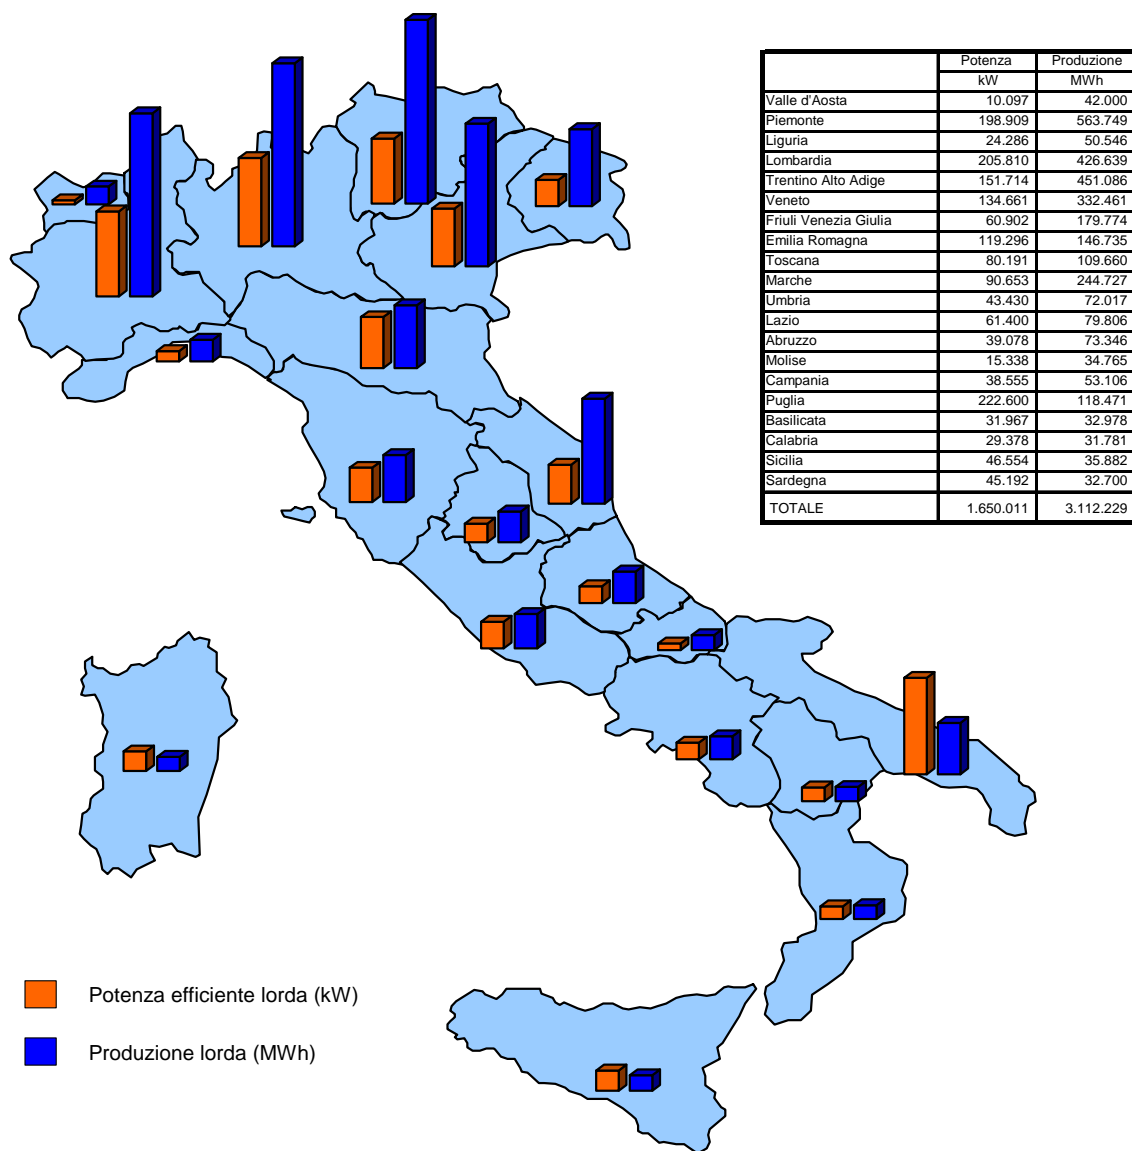 Potenza Produzione
kW MWh
Valle d'Aosta 10.097 42.000
Piemonte 198.909 563.749
Liguria 24.286 50.546
Lombardia 205.810 426.639
Trentino Alto Adige 151.714 451.086
Veneto 134.661 332.461
Friuli Venezia Giulia 60.902 179.774
Emilia Romagna 119.296 146.735
Toscana 80.191 109.660
Marche 90.653 244.727
Umbria 43.430 72.017
Lazio 61.400 79.806
Abruzzo 39.078 73.346
Molise 15.338 34.765
Campania 38.555 53.106
Puglia 222.600 118.471
Basilicata 31.967 32.978
Calabria 29.378 31.781
Sicilia 46.554 35.882
Sardegna 45.192 32.700
TOTALE 1.650.011 3.112.229
Potenza efficiente lorda (kW)
Produzione lorda (MWh)